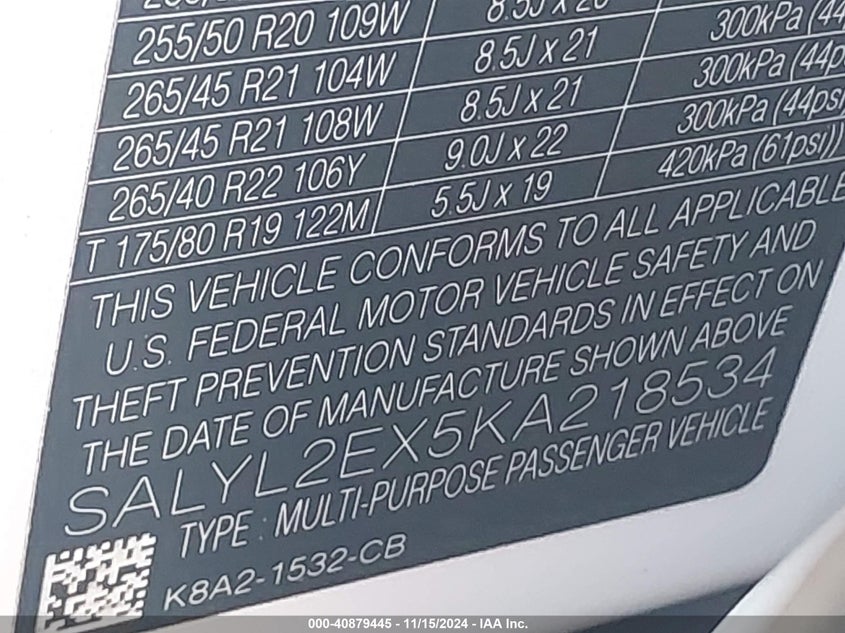 255/50 R20 109W 8.5J x 20
265/45 R21 104W 8.5J x 21 300kPa (44
265/45 R21 108W 8.5J x 21 300kPa (44p
265/40 R22 106Y 9.0J x 22 300kPa (44psi
T 175/80 R19 122M 5.5J x 19 420kPa (61psi))
THIS VEHICLE CONFORMS TO ALL APPLICABLE
U.S. FEDERAL MOTOR VEHICLE SAFETY AND
THEFT PREVENTION STANDARDS IN EFFECT ON
THE DATE OF MANUFACTURE SHOWN ABOVE
SALYL2EX5KA218534
TYPE : MULTI-PURPOSE PASSENGER VEHICLE
K8A2-1532-CB
000-40879445 - 11/15/2024 - IAA Inc.